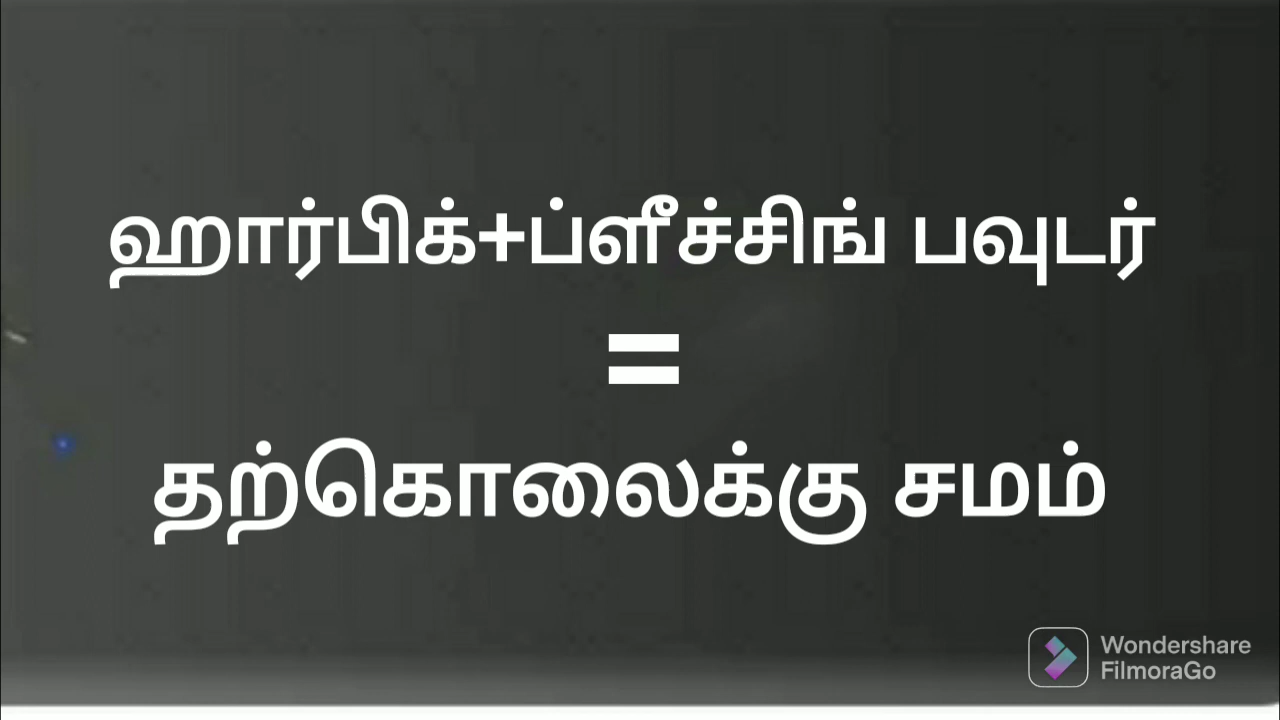 ஹார்பிக்+ப்ளீச்சிங் பவுடர்
=
தற்கொலைக்கு சமம்
Wondershare
FilmoraGo